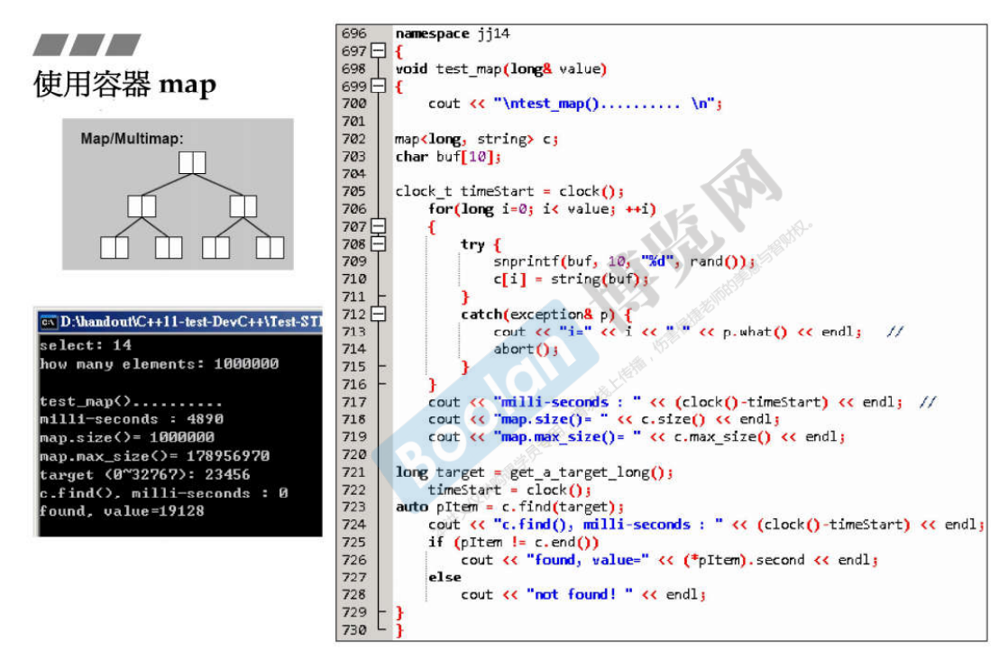 使用容器 map
Map/Multimap:
D:\handout\C++11-test-DevC++\Test-STL
select: 14
how many elements: 1000000
test_map()..........
milli-seconds : 4890
map.size()= 1000000
map.max_size()= 178956970
target (0~32767): 23456
c.find(), milli-seconds : 0
found, value=19128
696 namespace jj14
697 {
698 void test_map(long& value)
699 {
700 cout << "\ntest_map().......... \n";
701
702 map<long, string> c;
703 char buf[10];
704
705 clock_t timeStart = clock();
706 for(long i=0; i< value; ++i)
707 {
708 try {
709 snprintf(buf, 10, "%d", rand());
710 c[i] = string(buf);
711 }
712 catch(exception& p) {
713 cout << "i=" << i << " " << p.what() << endl; //
714 abort();
715 }
716 }
717 cout << "milli-seconds : " << (clock()-timeStart) << endl; //
718 cout << "map.size()= " << c.size() << endl;
719 cout << "map.max_size()= " << c.max_size() << endl;
720
721 long target = get_a_target_long();
722 timeStart = clock();
723 auto pItem = c.find(target);
724 cout << "c.find(), milli-seconds : " << (clock()-timeStart) << endl;
725 if (pItem != c.end())
726 cout << "found, value=" << (*pItem).second << endl;
727 else
728 cout << "not found! " << endl;
729 }
730 }
Boolan 博览网